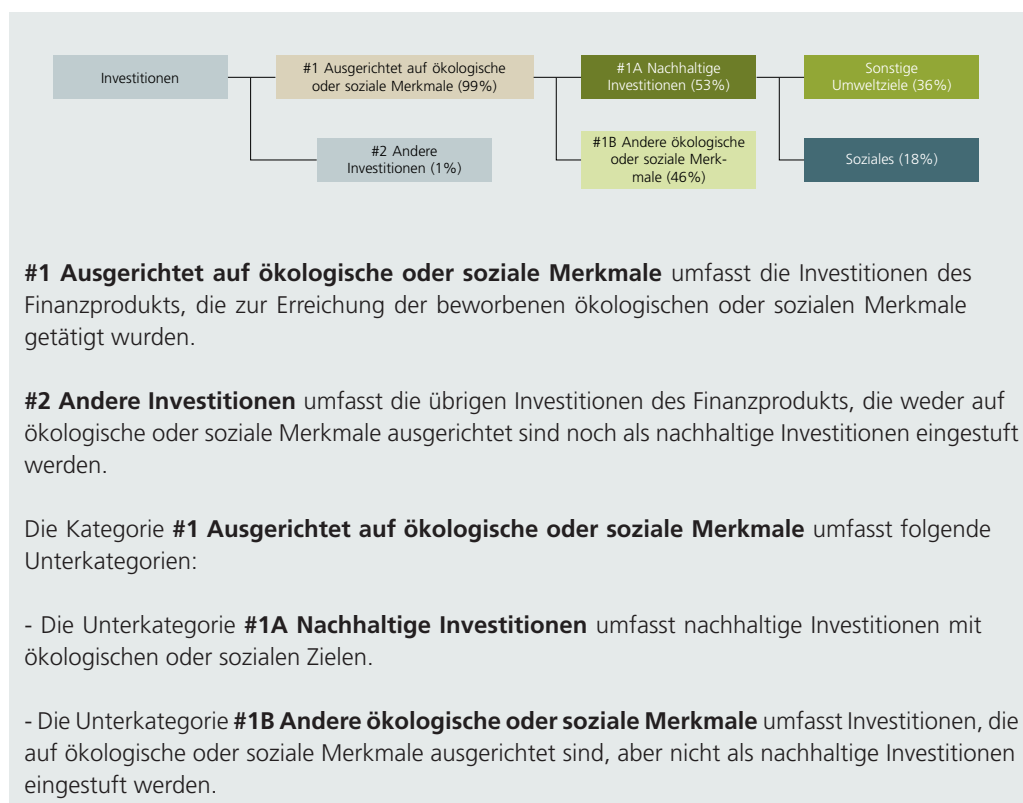 Investitionen
#1 Ausgerichtet auf ökologische
oder soziale Merkmale (99%)
#1A Nachhaltige
Investitionen (53%)
Sonstige
Umweltziele (36%)
#2 Andere
Investitionen (1%)
#1B Andere ökologische
oder soziale Merk-
male (46%)
Soziales (18%)
#1 Ausgerichtet auf ökologische oder soziale Merkmale umfasst die Investitionen des
Finanzprodukts, die zur Erreichung der beworbenen ökologischen oder sozialen Merkmale
getätigt wurden.
#2 Andere Investitionen umfasst die übrigen Investitionen des Finanzprodukts, die weder auf
ökologische oder soziale Merkmale ausgerichtet sind noch als nachhaltige Investitionen eingestuft
werden.
Die Kategorie #1 Ausgerichtet auf ökologische oder soziale Merkmale umfasst folgende
Unterkategorien:
- Die Unterkategorie #1A Nachhaltige Investitionen umfasst nachhaltige Investitionen mit
ökologischen oder sozialen Zielen.
- Die Unterkategorie #1B Andere ökologische oder soziale Merkmale umfasst Investitionen, die
auf ökologische oder soziale Merkmale ausgerichtet sind, aber nicht als nachhaltige Investitionen
eingestuft werden.